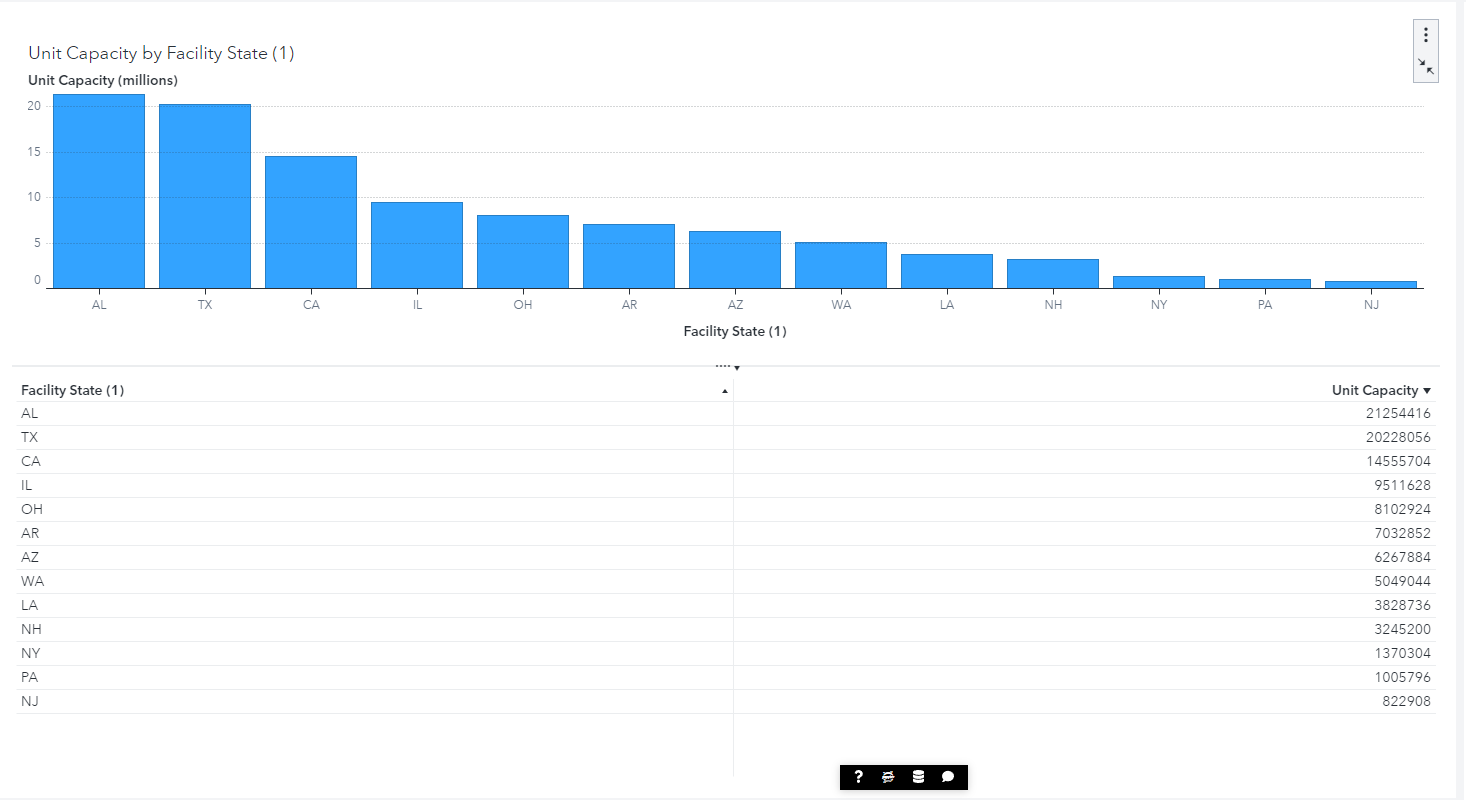 Unit Capacity by Facility State (1)
Unit Capacity (millions)
20
15
10
5
0
AL TX CA IL OH AR AZ WA LA NH NY PA NJ
Facility State (1)
Facility State (1) Unit Capacity
AL 21254416
TX 20228056
CA 14555704
IL 9511628
OH 8102924
AR 7032852
AZ 6267884
WA 5049044
LA 3828736
NH 3245200
NY 1370304
PA 1005796
NJ 822908
?